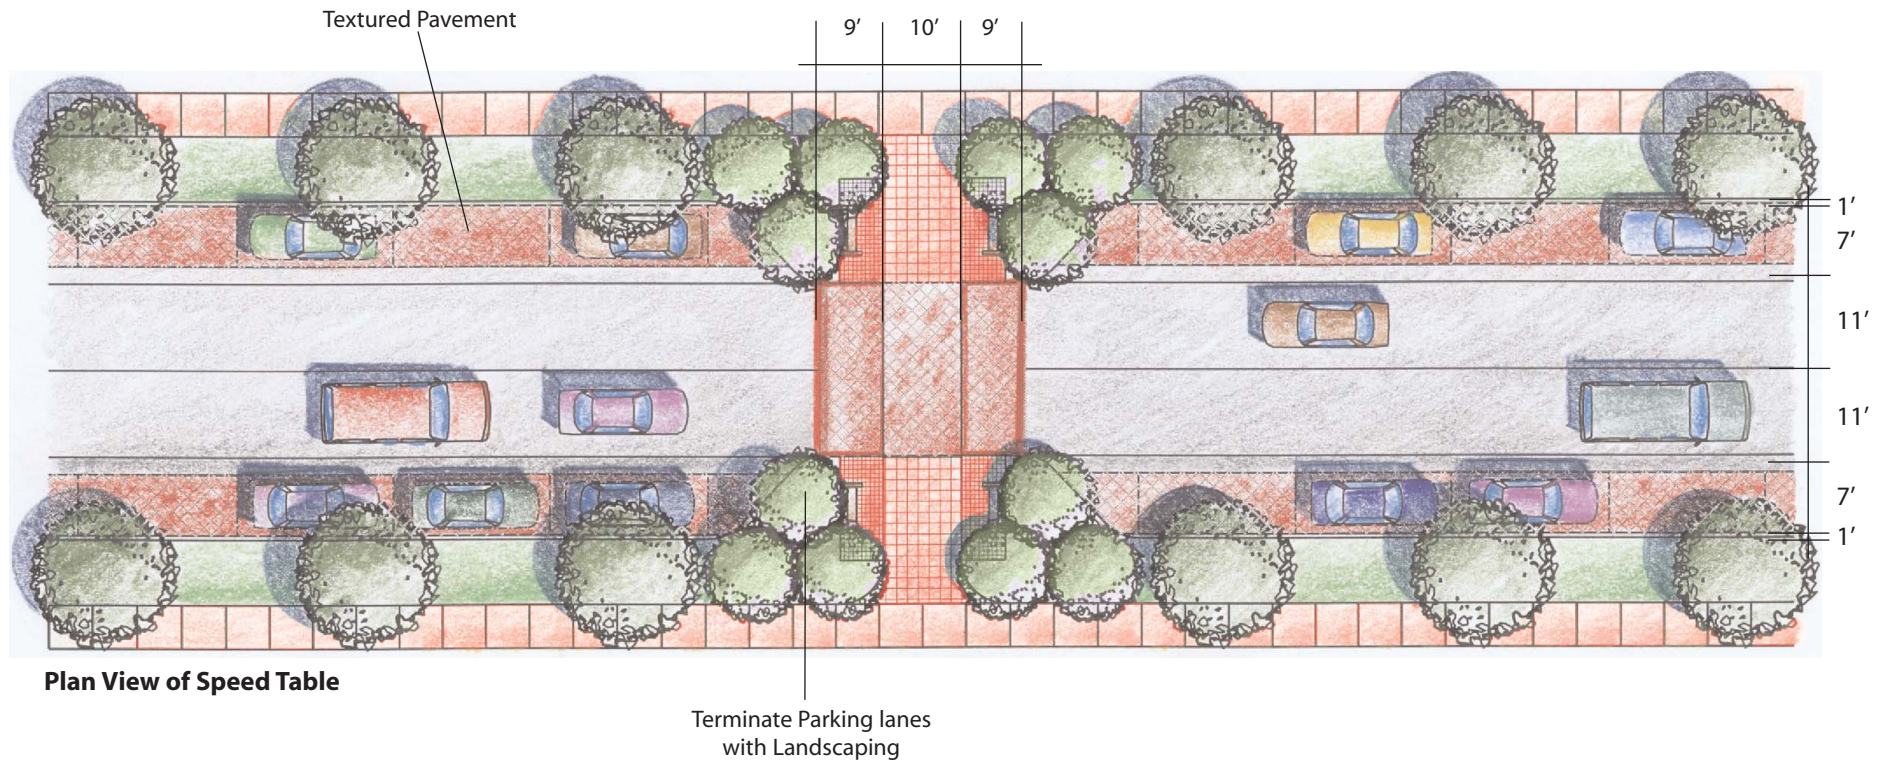 Textured Pavement
9’ 10’ 9’
1’
7’
11’
11’
7’
1’
Plan View of Speed Table
Terminate Parking lanes
with Landscaping